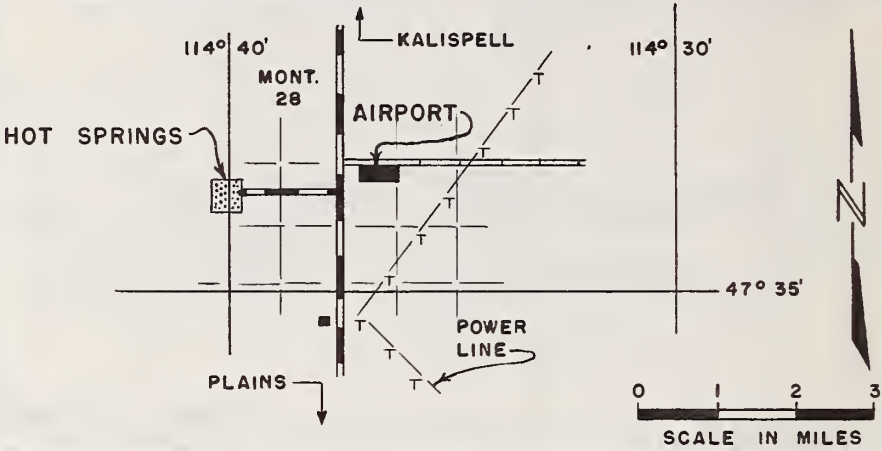 KALISPELL
114° 40'
114° 30'
MONT.
28
AIRPORT
HOT SPRINGS
T
T
T
T
N
T
T
47° 35'
T
POWER
LINE
T
T
PLAINS
0 1 2 3
SCALE IN MILES